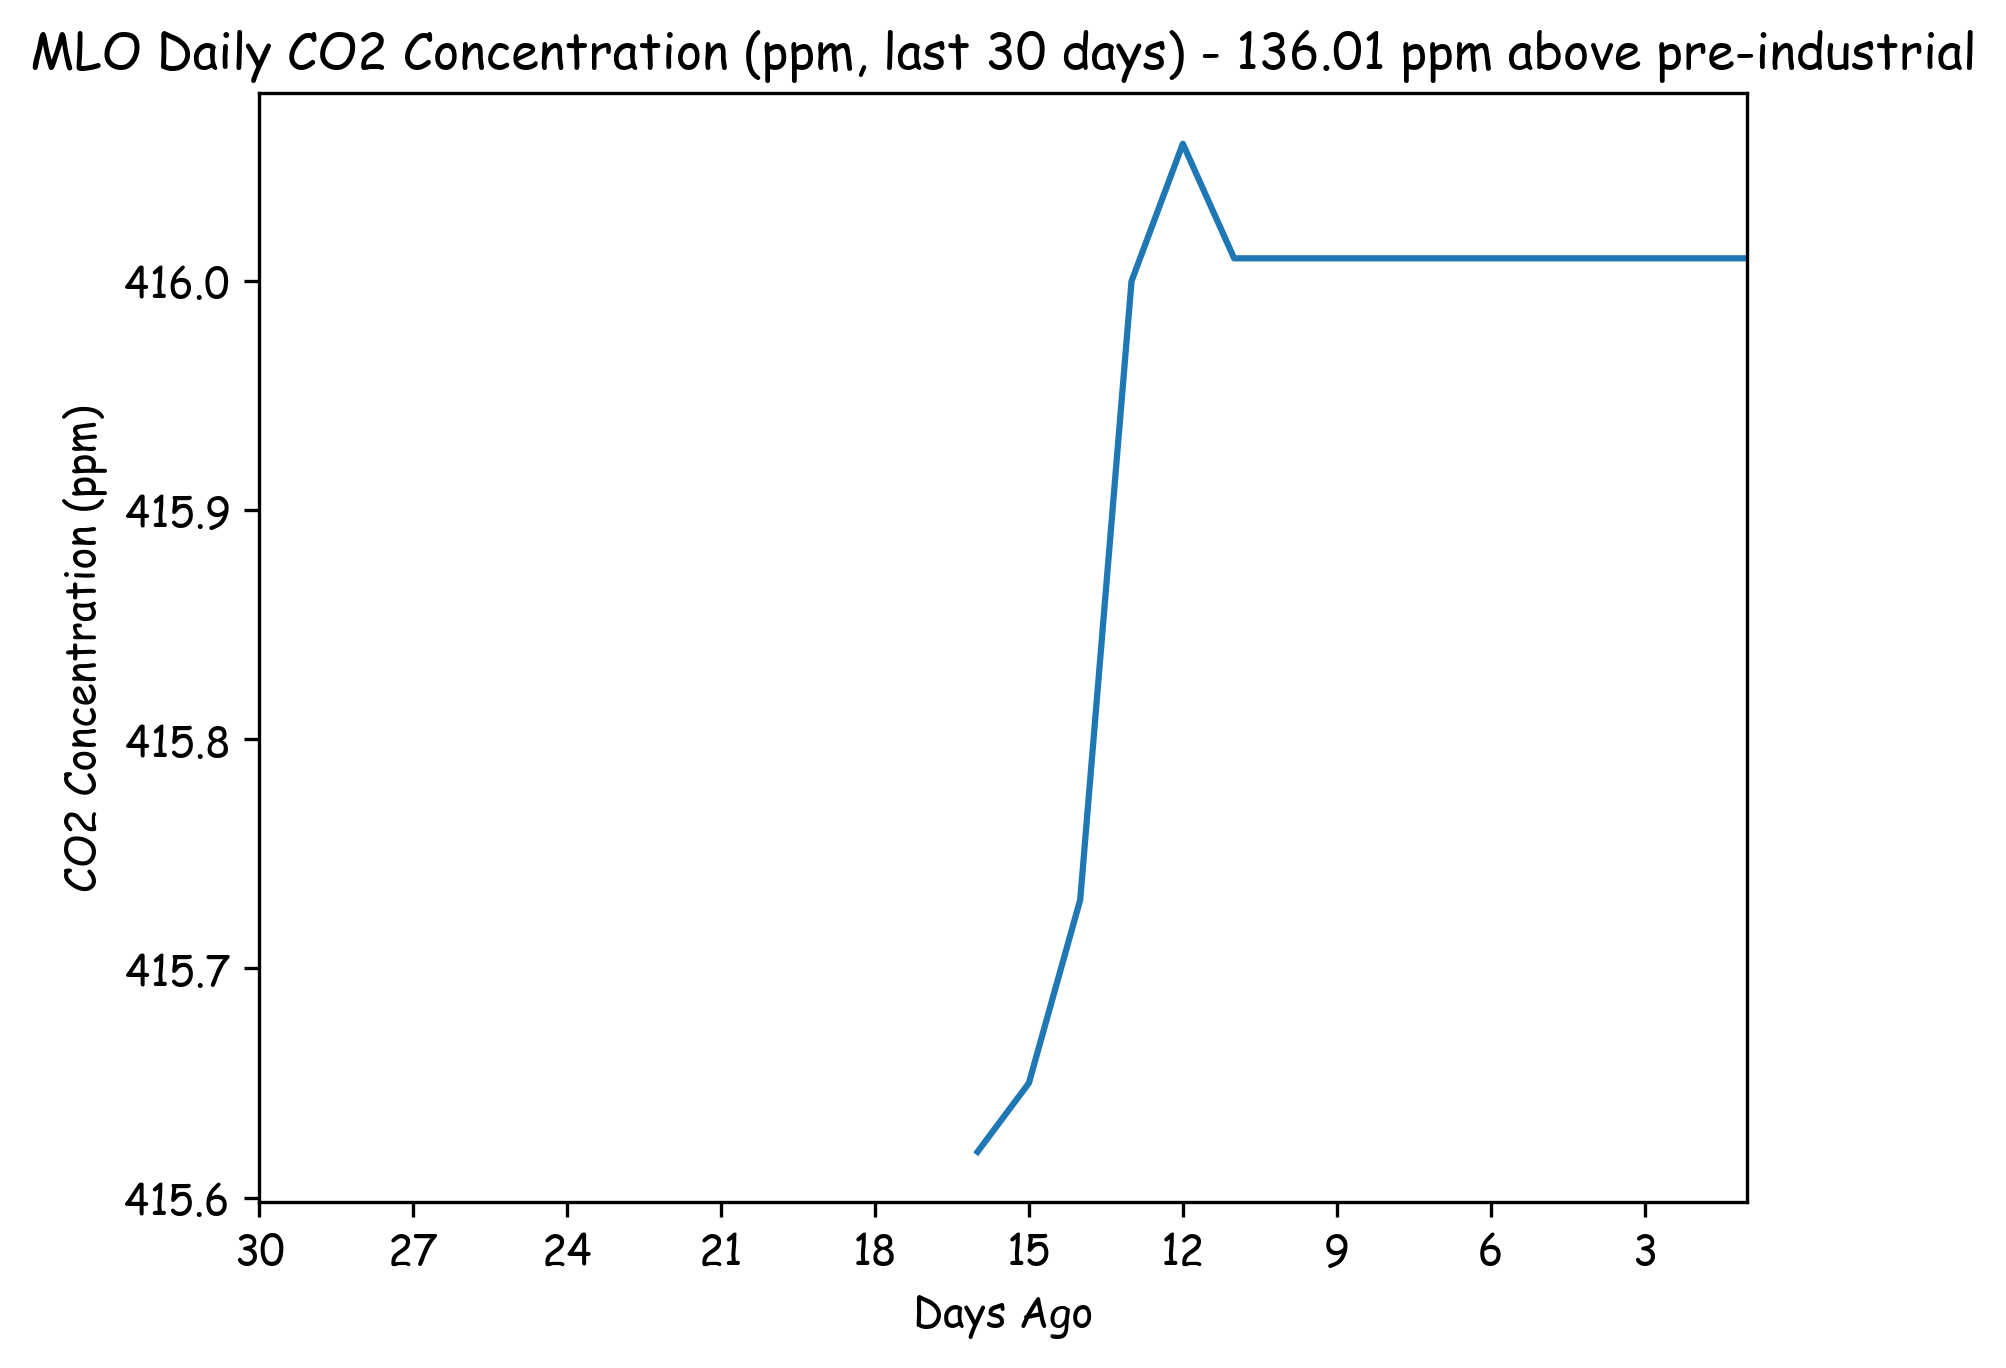 MLO Daily CO2 Concentration (ppm, last 30 days) - 136.01 ppm above pre-industrial
CO2 Concentration (ppm)
416.0
415.9
415.8
415.7
415.6
30 27 24 21 18 15 12 9 6 3
Days Ago